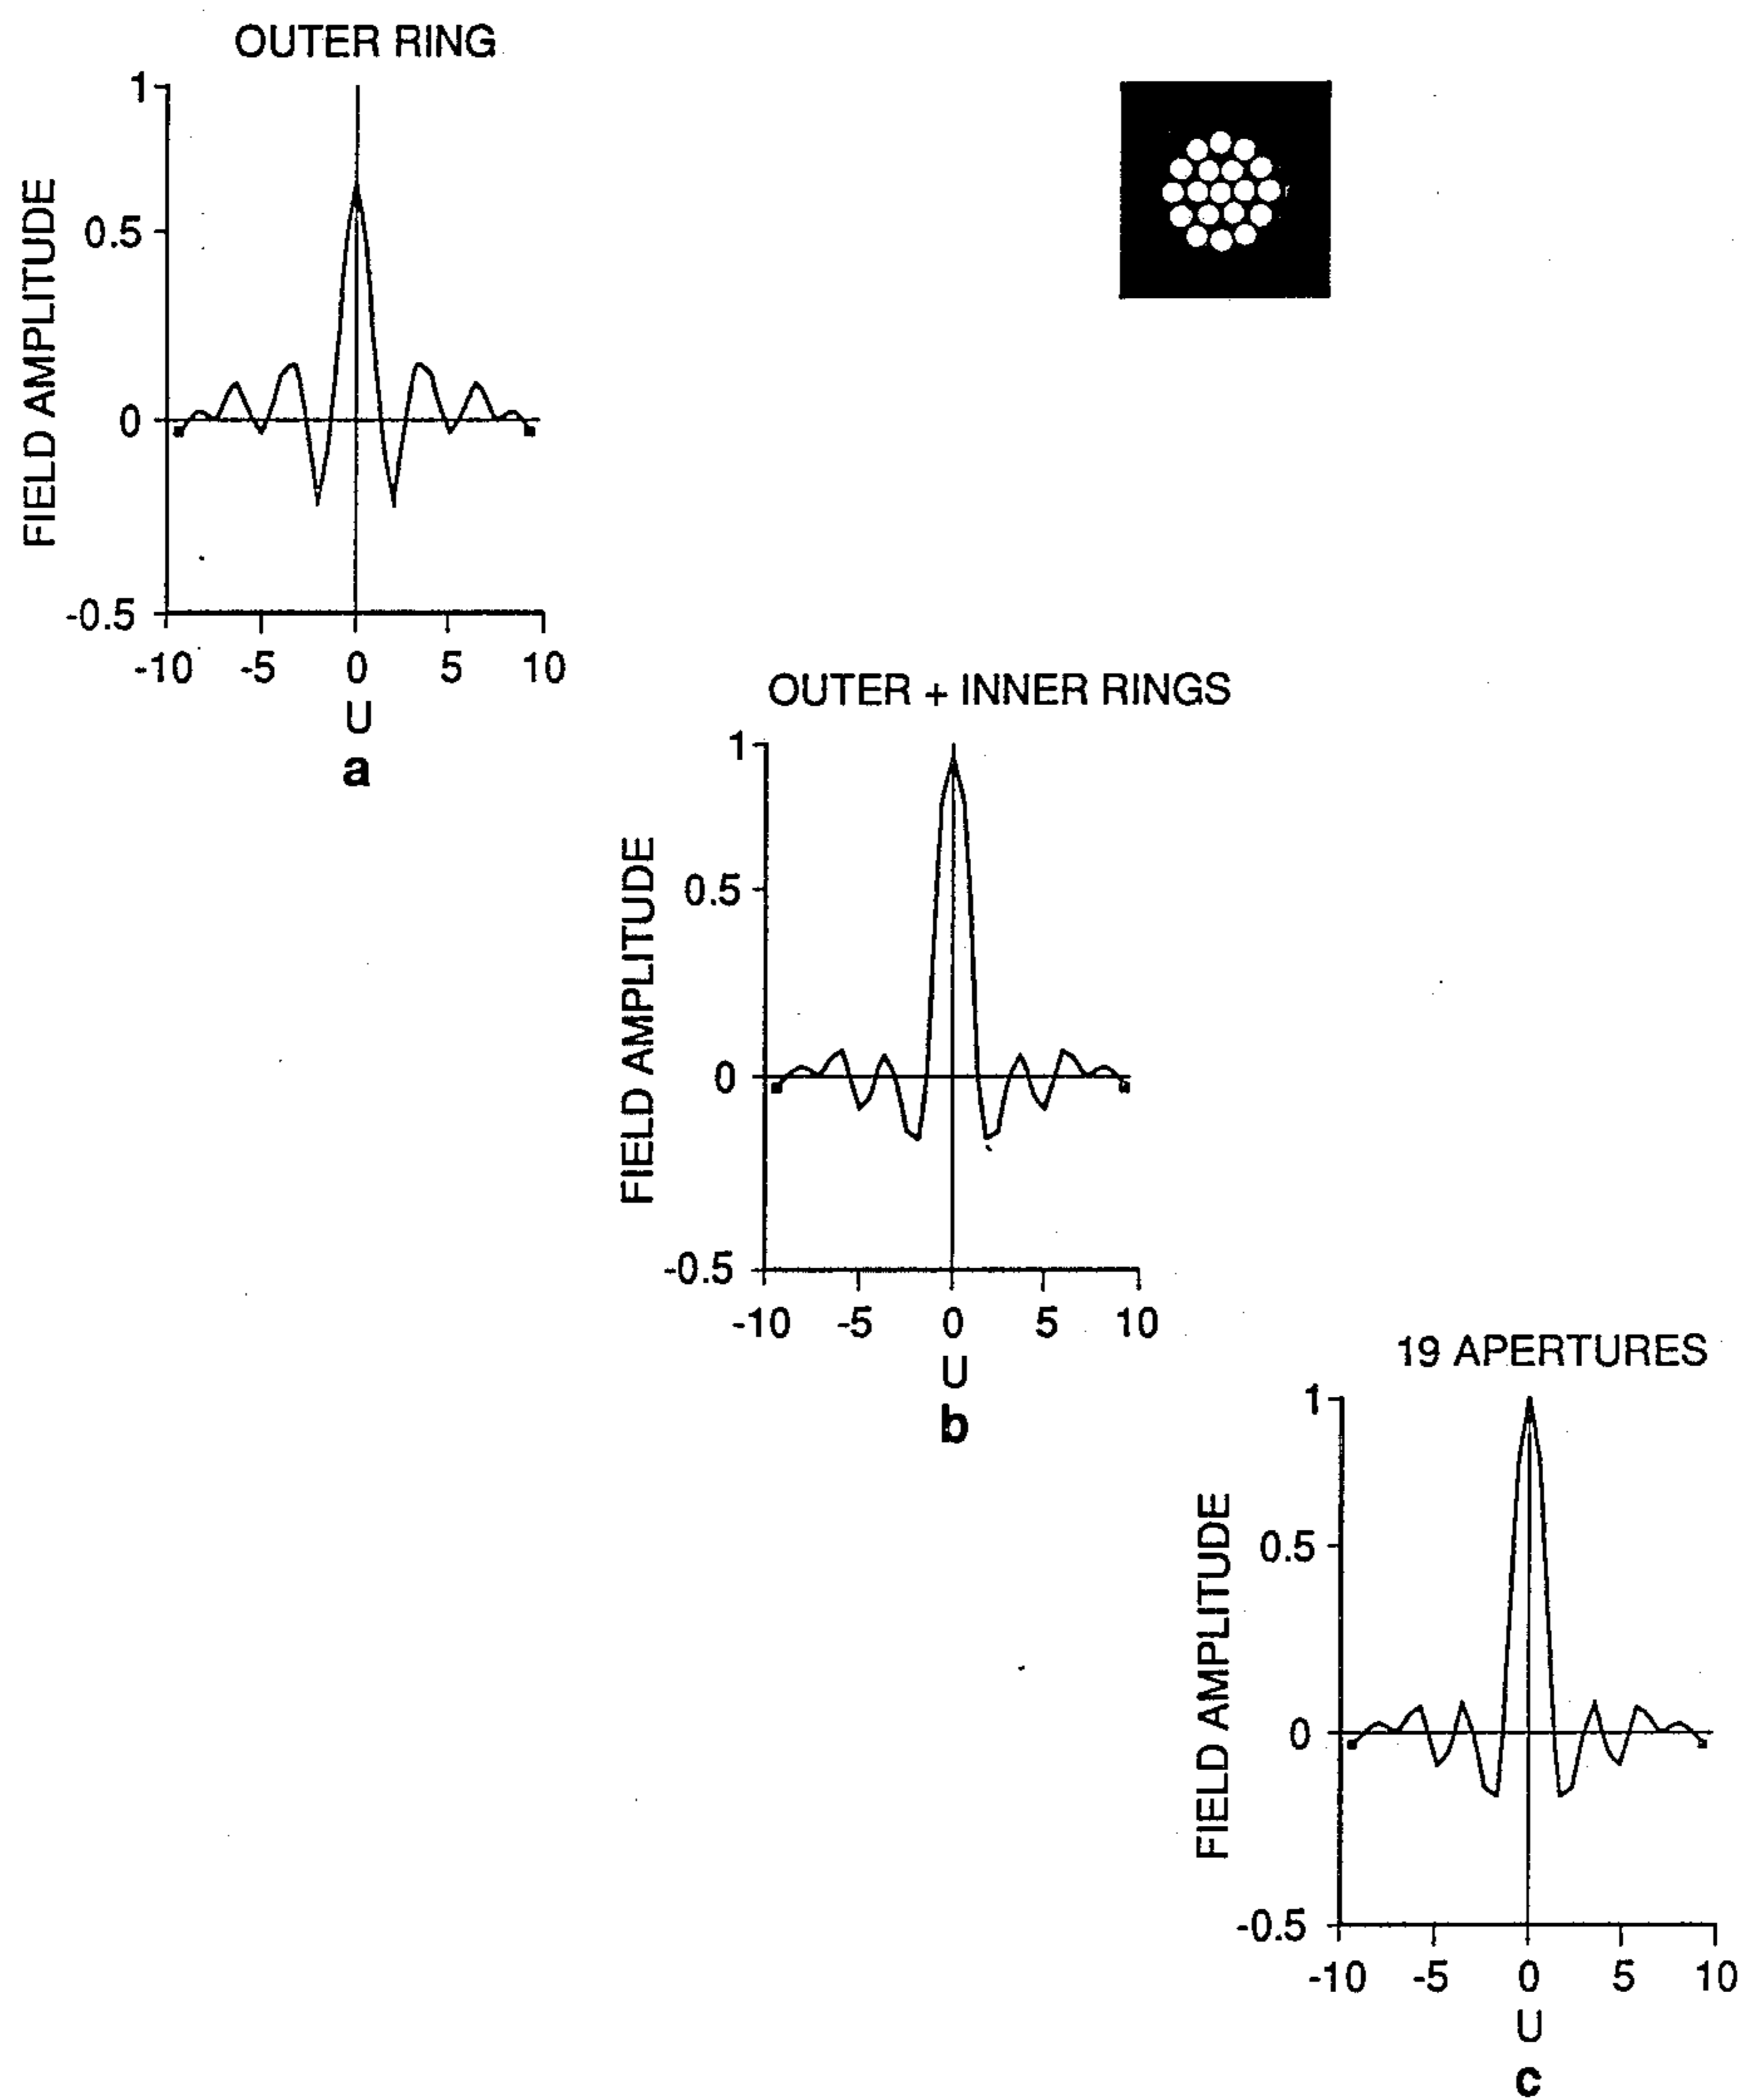 OUTER RING
FIELD AMPLITUDE
1
0.5
0
-0.5
-10 -5 0 5 10
U
a
OUTER + INNER RINGS
FIELD AMPLITUDE
1
0.5
0
-0.5
-10 -5 0 5 10
U
b
19 APERTURES
FIELD AMPLITUDE
1
0.5
0
-0.5
-10 -5 0 5 10
U
c